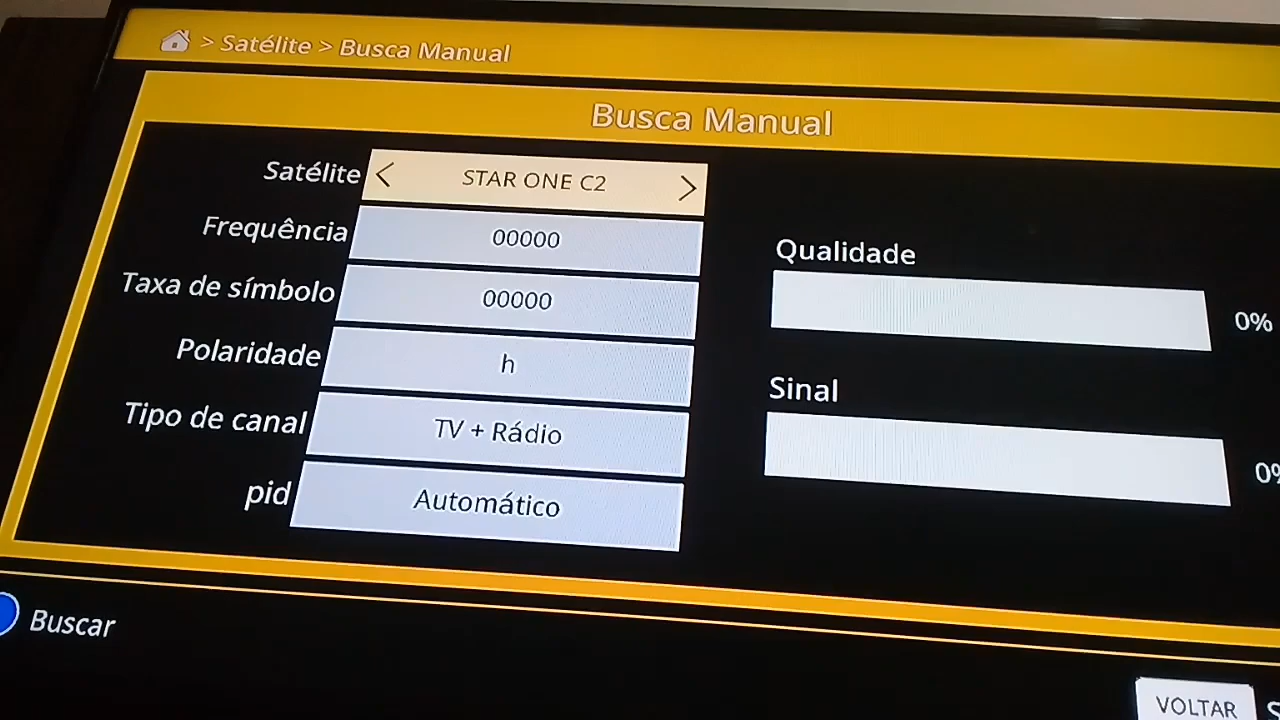 > Satélite > Busca Manual
Busca Manual
Satélite < STAR ONE C2 >
Frequência 00000
Taxa de símbolo 00000
Polaridade h
Tipo de canal TV + Rádio
pid Automático
Qualidade
0%
Sinal
0%
Buscar
VOLTAR